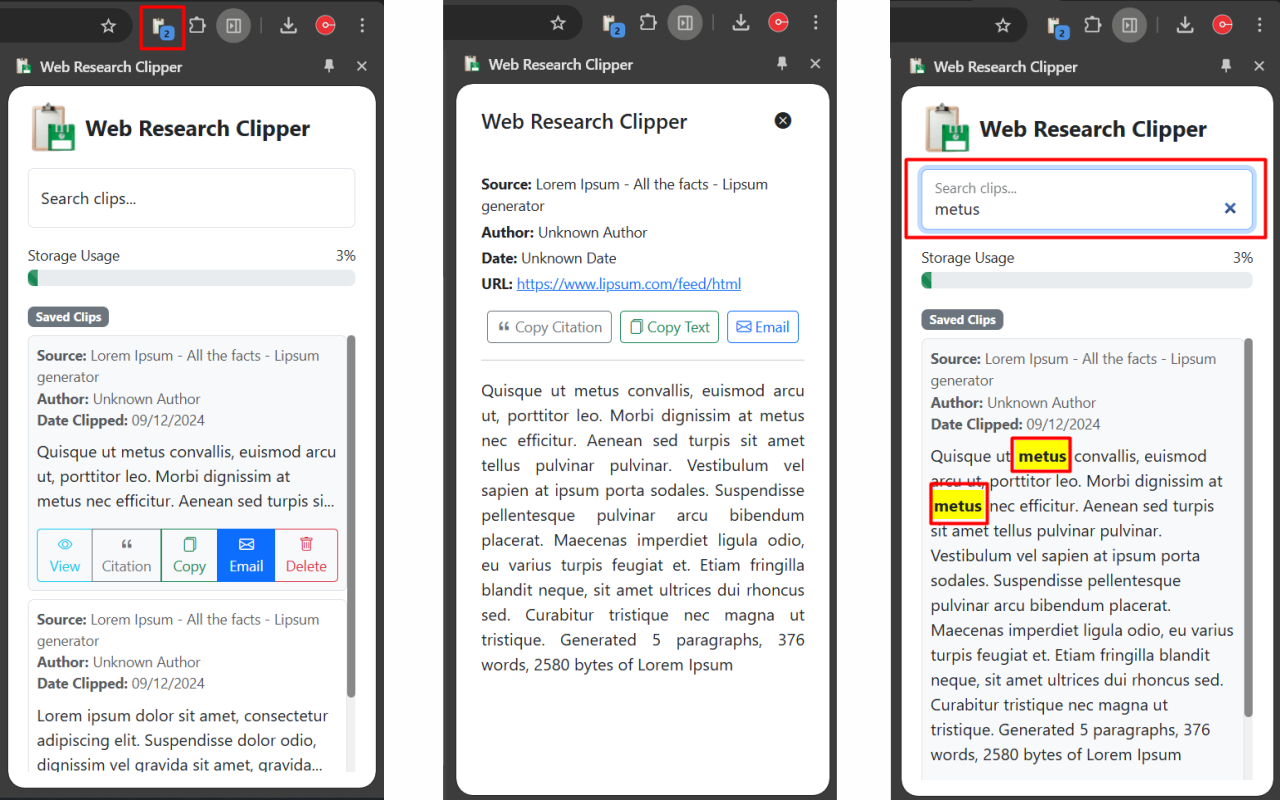 2
Web Research Clipper
Web Research Clipper
Search clips...
Storage Usage 3%
Saved Clips
Source: Lorem Ipsum - All the facts - Lipsum
generator
Author: Unknown Author
Date Clipped: 09/12/2024
Quisque ut metus convallis, euismod arcu
ut, porttitor leo. Morbi dignissim at
metus nec efficitur. Aenean sed turpis si...
View Citation Copy Email Delete
Source: Lorem Ipsum - All the facts - Lipsum
generator
Author: Unknown Author
Date Clipped: 09/12/2024
Lorem ipsum dolor sit amet, consectetur
adipiscing elit. Suspendisse dolor odio,
dignissim vel gravida sit amet, gravida...
2
Web Research Clipper
Web Research Clipper
Source: Lorem Ipsum - All the facts - Lipsum
generator
Author: Unknown Author
Date: Unknown Date
URL: https://www.lipsum.com/feed/html
Copy Citation Copy Text Email
Quisque ut metus convallis, euismod arcu
ut, porttitor leo. Morbi dignissim at metus
nec efficitur. Aenean sed turpis sit amet
tellus pulvinar pulvinar. Vestibulum vel
sapien at ipsum porta sodales. Suspendisse
pellentesque pulvinar arcu bibendum
placerat. Maecenas imperdiet ligula odio,
eu varius turpis feugiat et. Etiam fringilla
blandit neque, sit amet ultrices dui rhoncus
sed. Curabitur tristique nec magna ut
tristique. Generated 5 paragraphs, 376
words, 2580 bytes of Lorem Ipsum
2
Web Research Clipper
Web Research Clipper
Search clips...
metus
Storage Usage 3%
Saved Clips
Source: Lorem Ipsum - All the facts - Lipsum
generator
Author: Unknown Author
Date Clipped: 09/12/2024
Quisque ut metus convallis, euismod
arcu ut, porttitor leo. Morbi dignissim at
metus nec efficitur. Aenean sed turpis
sit amet tellus pulvinar pulvinar.
Vestibulum vel sapien at ipsum porta
sodales. Suspendisse pellentesque
pulvinar arcu bibendum placerat.
Maecenas imperdiet ligula odio, eu varius
turpis feugiat et. Etiam fringilla blandit
neque, sit amet ultrices dui rhoncus sed.
Curabitur tristique nec magna ut
tristique. Generated 5 paragraphs, 376
words, 2580 bytes of Lorem Ipsum